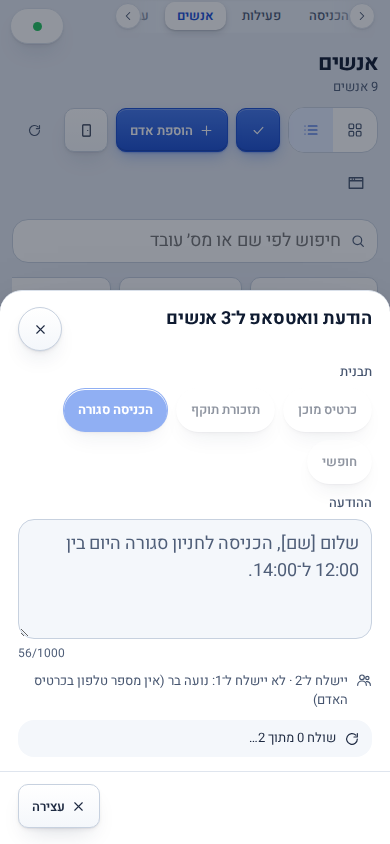 הכניסה
פעילות
אנשים
אנשים
9 אנשים
הוספת אדם
חיפוש לפי שם או מס׳ עובד
הודעת וואטסאפ ל־3 אנשים
תבנית
כרטיס מוכן
תזכורת תוקף
הכניסה סגורה
חופשי
ההודעה
שלום [שם], הכניסה לחניון סגורה היום בין
12:00 ל־14:00.
56/1000
יישלח ל־2 · לא יישלח ל־1: נועה בר (אין מספר טלפון בכרטיס
האדם)
שולח 0 מתוך 2…
עצירה